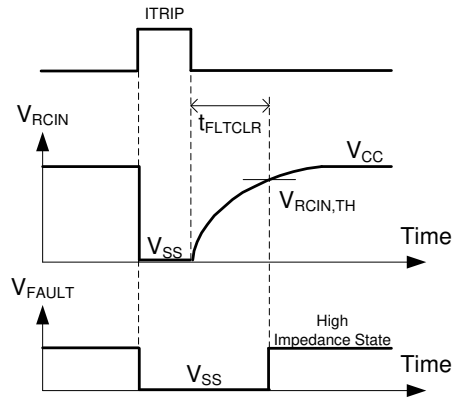 ITRIP
V_RCIN
t_FLTCLR
V_CC
V_RCIN,TH
V_SS
Time
V_FAULT
High
Impedance State
V_SS
Time